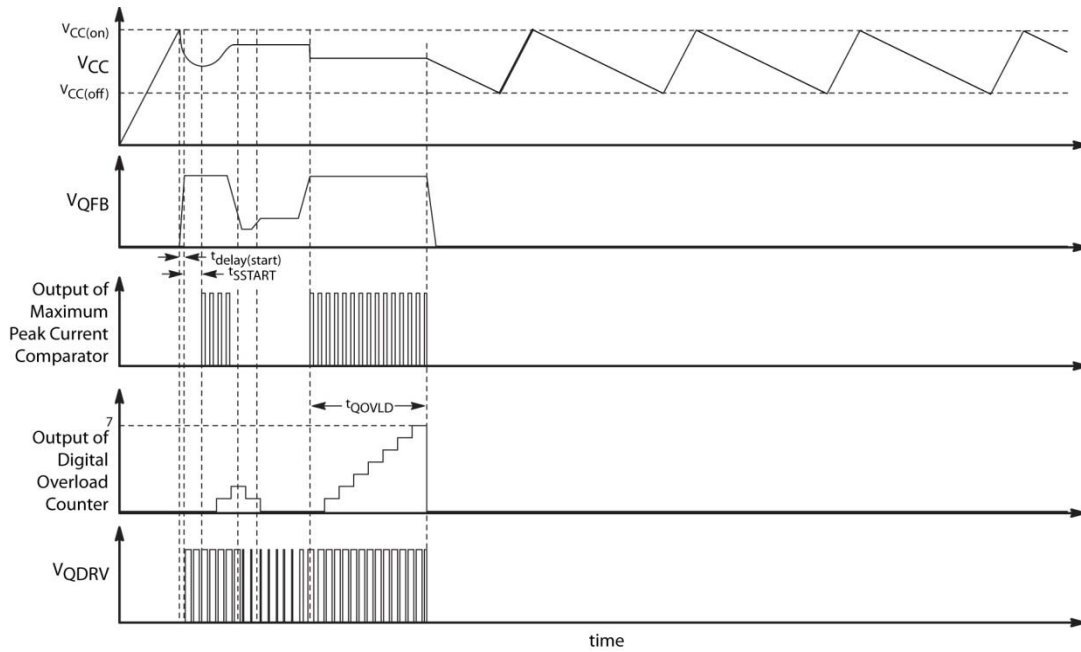 VCC(on)
VCC
VCC(off)
VQFB
tdelay(start)
tSSTART
Output of
Maximum
Peak Current
Comparator
tQOVLD
7
Output of
Digital
Overload
Counter
VQDRV
time